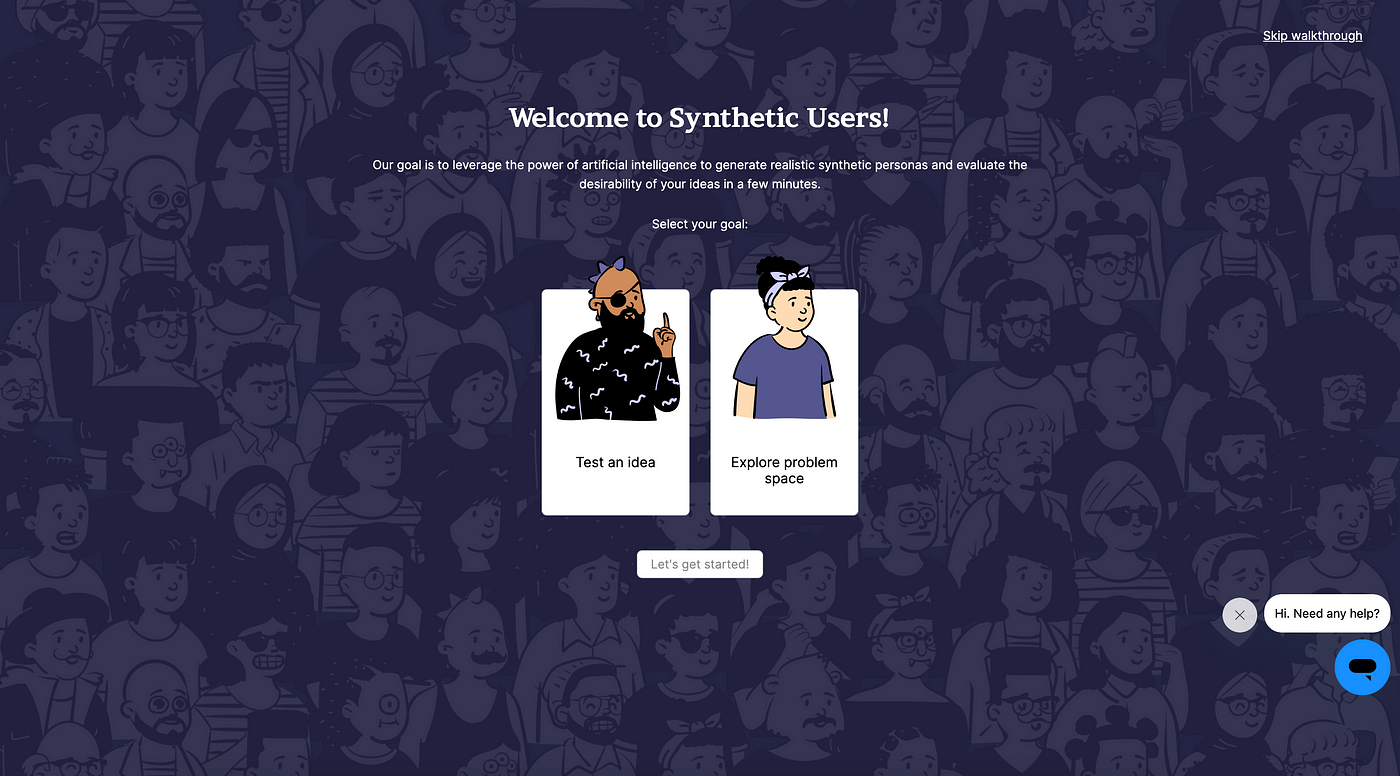 Skip walkthrough
Welcome to Synthetic Users!
Our goal is to leverage the power of artificial intelligence to generate realistic synthetic personas and evaluate the
desirability of your ideas in a few minutes.
Select your goal:
Test an idea
Explore problem
space
Let's get started!
Hi. Need any help?